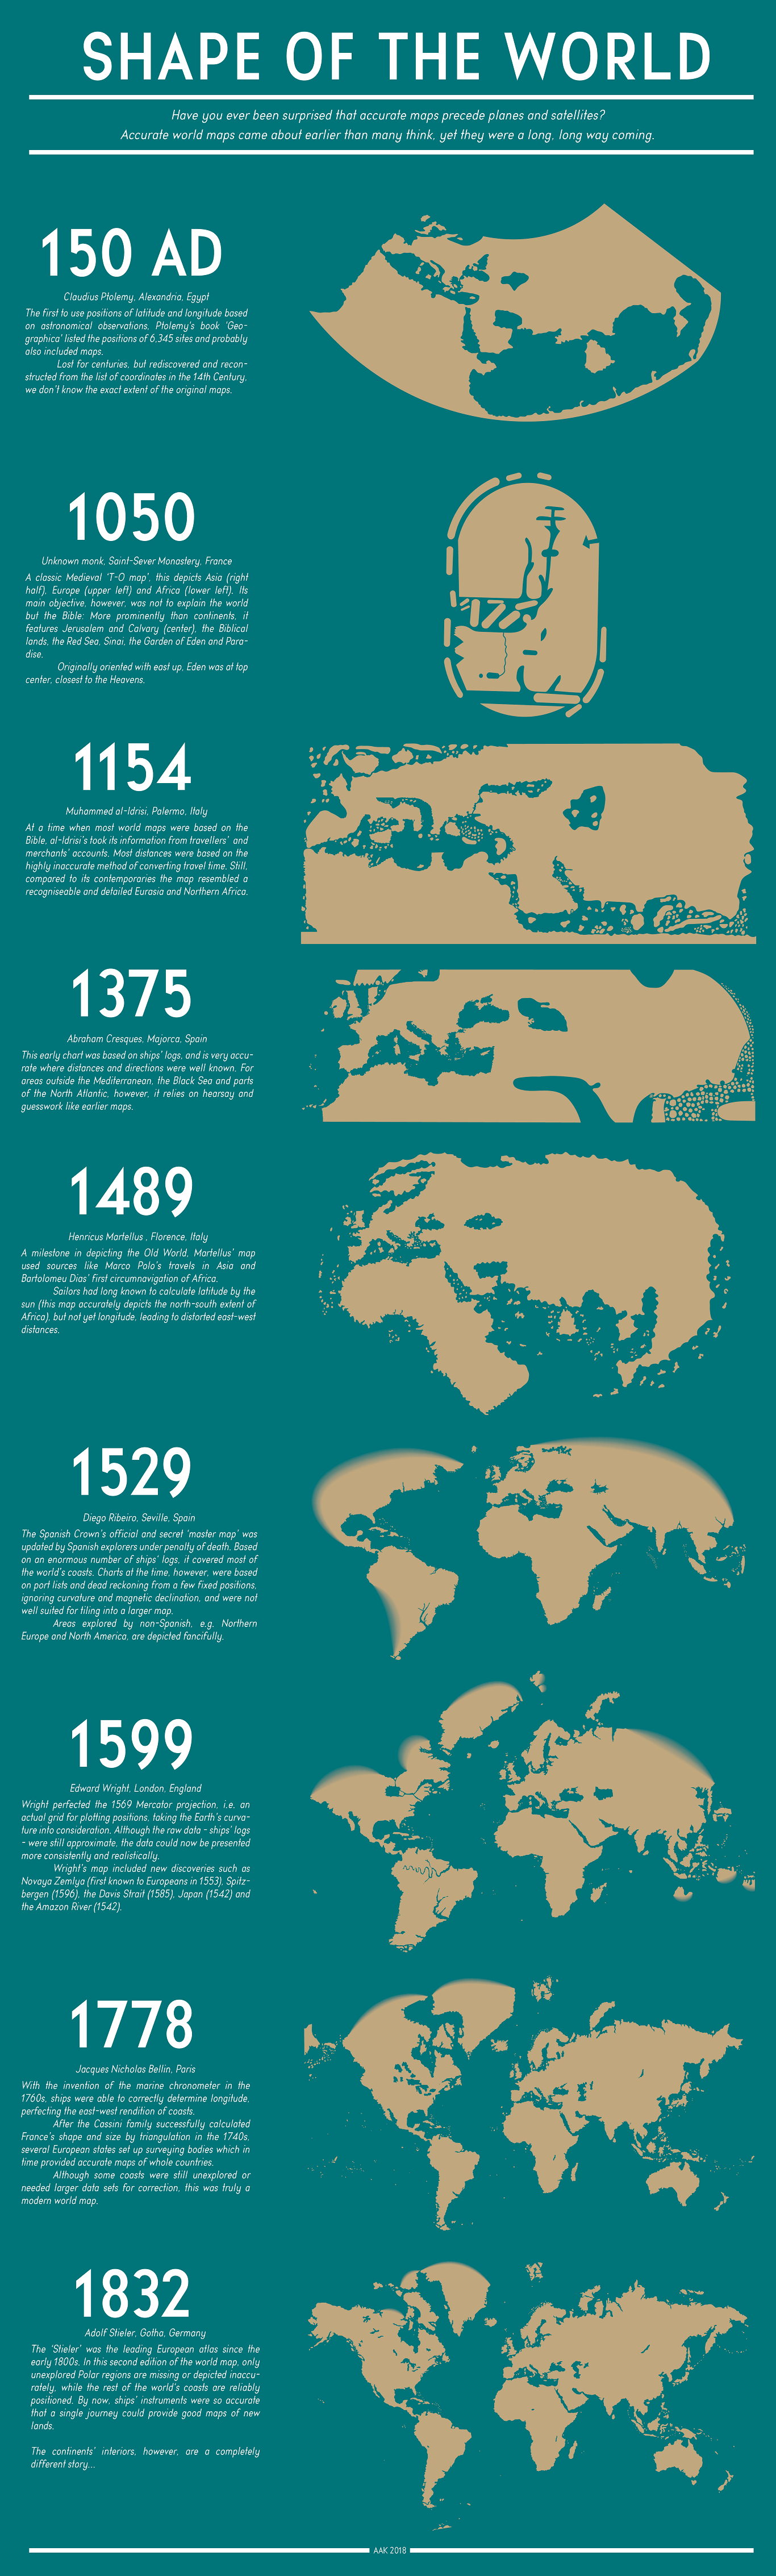 SHAPE OF THE WORLD
Have you ever been surprised that accurate maps precede planes and satellites?
Accurate world maps came about earlier than many think, yet they were a long, long way coming.
150 AD
Claudius Ptolemy, Alexandria, Egypt
The first to use positions of latitude and longitude based
on astronomical observations, Ptolemy's book 'Geo-
graphica' listed the positions of 6,345 sites and probably
also included maps.
Lost for centuries, but rediscovered and recon-
structed from the list of coordinates in the 14th Century,
we don't know the exact extent of the original maps.
1050
Unknown monk, Saint-Sever Monastery, France
A classic Medieval 'T-O map', this depicts Asia (right
half), Europe (upper left) and Africa (lower left). Its
main objective, however, was not to explain the world
but the Bible: More prominently than continents, it
features Jerusalem and Calvary (center), the Biblical
lands, the Red Sea, Sinai, the Garden of Eden and Para-
dise.
Originally oriented with east up, Eden was at top
center, closest to the Heavens.
1154
Muhammed al-Idrisi, Palermo, Italy
At a time when most world maps were based on the
Bible, al-Idrisi's took its information from travellers' and
merchants' accounts. Most distances were based on the
highly inaccurate method of converting travel time. Still,
compared to its contemporaries the map resembled a
recogniseable and detailed Eurasia and Northern Africa.
1375
Abraham Cresques, Majorca, Spain
This early chart was based on ships' logs, and is very accu-
rate where distances and directions were well known. For
areas outside the Mediterranean, the Black Sea and parts
of the North Atlantic, however, it relies on hearsay and
guesswork like earlier maps.
1489
Henricus Martellus , Florence, Italy
A milestone in depicting the Old World, Martellus' map
used sources like Marco Polo's travels in Asia and
Bartolomeu Dias' first circumnavigation of Africa.
Sailors had long known to calculate latitude by the
sun (this map accurately depicts the north-south extent of
Africa), but not yet longitude, leading to distorted east-west
distances.
1529
Diego Ribeiro, Seville, Spain
The Spanish Crown's official and secret 'master map' was
updated by Spanish explorers under penalty of death. Based
on an enormous number of ships' logs, it covered most of
the world's coasts. Charts at the time, however, were based
on port lists and dead reckoning from a few fixed positions,
ignoring curvature and magnetic declination, and were not
well suited for tiling into a larger map.
Areas explored by non-Spanish, e.g. Northern
Europe and North America, are depicted fancifully.
1599
Edward Wright, London, England
Wright perfected the 1569 Mercator projection, i.e. an
actual grid for plotting positions, taking the Earth's curva-
ture into consideration. Although the raw data - ships' logs
- were still approximate, the data could now be presented
more consistently and realistically.
Wright's map included new discoveries such as
Novaya Zemlya (first known to Europeans in 1553), Spitz-
bergen (1596), the Davis Strait (1585), Japan (1542) and
the Amazon River (1542).
1778
Jacques Nicholas Bellin, Paris
With the invention of the marine chronometer in the
1760s, ships were able to correctly determine longitude,
perfecting the east-west rendition of coasts.
After the Cassini family successfully calculated
France's shape and size by triangulation in the 1740s,
several European states set up surveying bodies which in
time provided accurate maps of whole countries.
Although some coasts were still unexplored or
needed larger data sets for correction, this was truly a
modern world map.
1832
Adolf Stieler, Gotha, Germany
The 'Stieler' was the leading European atlas since the
early 1800s. In this second edition of the world map, only
unexplored Polar regions are missing or depicted inaccu-
rately, while the rest of the world's coasts are reliably
positioned. By now, ships' instruments were so accurate
that a single journey could provide good maps of new
lands.
The continents' interiors, however, are a completely
different story...
AAK 2018